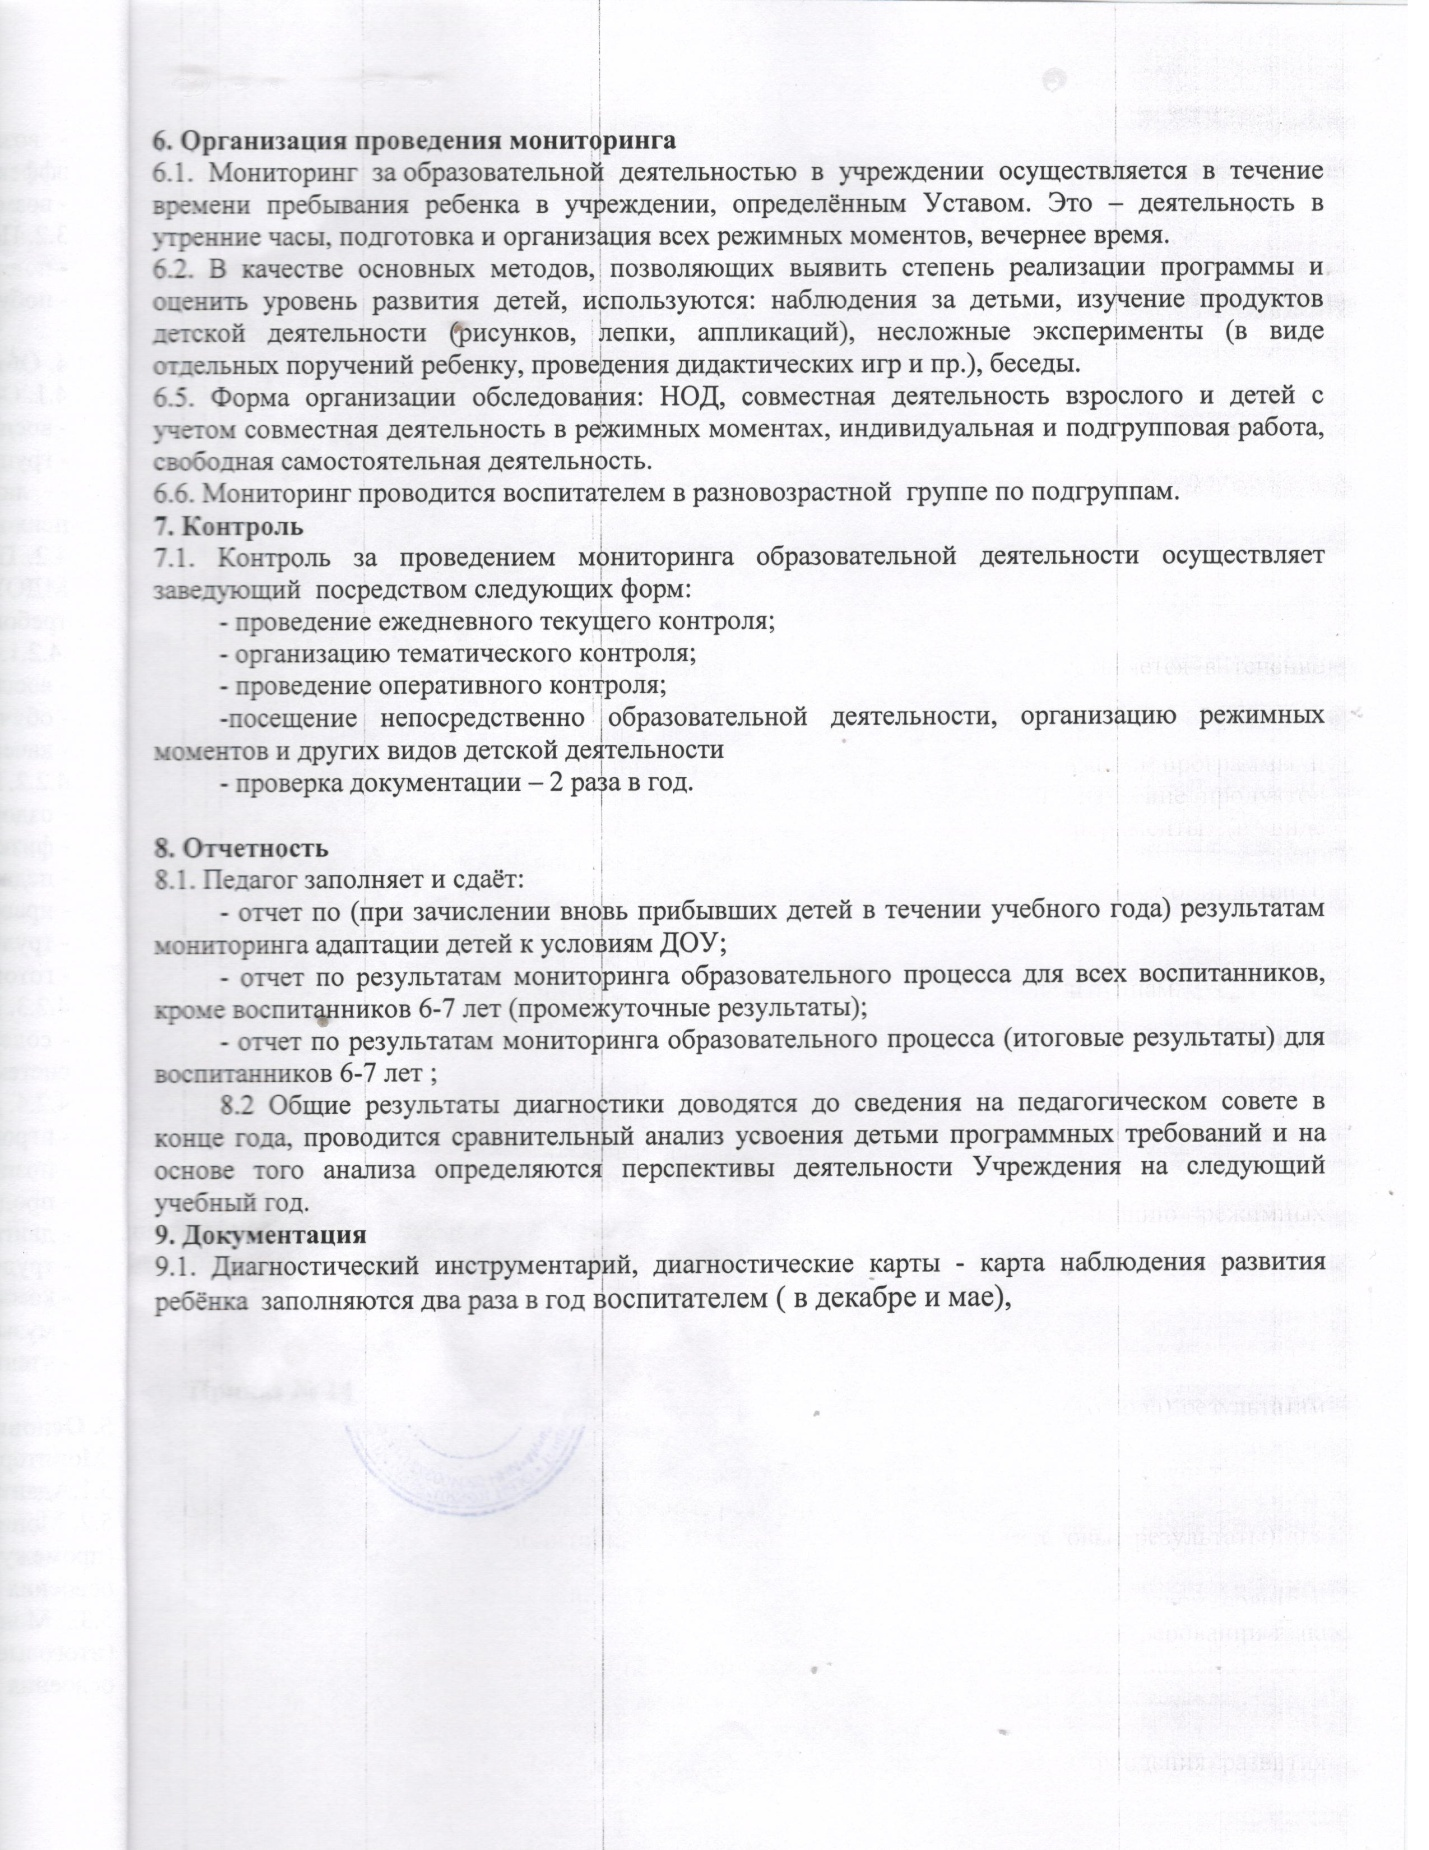 6. Организация проведения мониторинга
6.1. Мониторинг за образовательной деятельностью в учреждении осуществляется в течение
времени пребывания ребенка в учреждении, определённым Уставом. Это – деятельность в
утренние часы, подготовка и организация всех режимных моментов, вечернее время.
6.2. В качестве основных методов, позволяющих выявить степень реализации программы и
оценить уровень развития детей, используются: наблюдения за детьми, изучение продуктов
детской деятельности (рисунков, лепки, аппликаций), несложные эксперименты (в виде
отдельных поручений ребенку, проведения дидактических игр и пр.), беседы.
6.5. Форма организации обследования: НОД, совместная деятельность взрослого и детей с
учетом совместная деятельность в режимных моментах, индивидуальная и подгрупповая работа,
свободная самостоятельная деятельность.
6.6. Мониторинг проводится воспитателем в разновозрастной группе по подгруппам.
7. Контроль
7.1. Контроль за проведением мониторинга образовательной деятельности осуществляет
заведующий посредством следующих форм:
- проведение ежедневного текущего контроля;
- организацию тематического контроля;
- проведение оперативного контроля;
-посещение непосредственно образовательной деятельности, организацию режимных
моментов и других видов детской деятельности
- проверка документации – 2 раза в год.
8. Отчетность
8.1. Педагог заполняет и сдаёт:
- отчет по (при зачислении вновь прибывших детей в течении учебного года) результатам
мониторинга адаптации детей к условиям ДОУ;
- отчет по результатам мониторинга образовательного процесса для всех воспитанников,
кроме воспитанников 6-7 лет (промежуточные результаты);
- отчет по результатам мониторинга образовательного процесса (итоговые результаты) для
воспитанников 6-7 лет ;
8.2 Общие результаты диагностики доводятся до сведения на педагогическом совете в
конце года, проводится сравнительный анализ усвоения детьми программных требований и на
основе того анализа определяются перспективы деятельности Учреждения на следующий
учебный год.
9. Документация
9.1. Диагностический инструментарий, диагностические карты - карта наблюдения развития
ребёнка заполняются два раза в год воспитателем ( в декабре и мае),